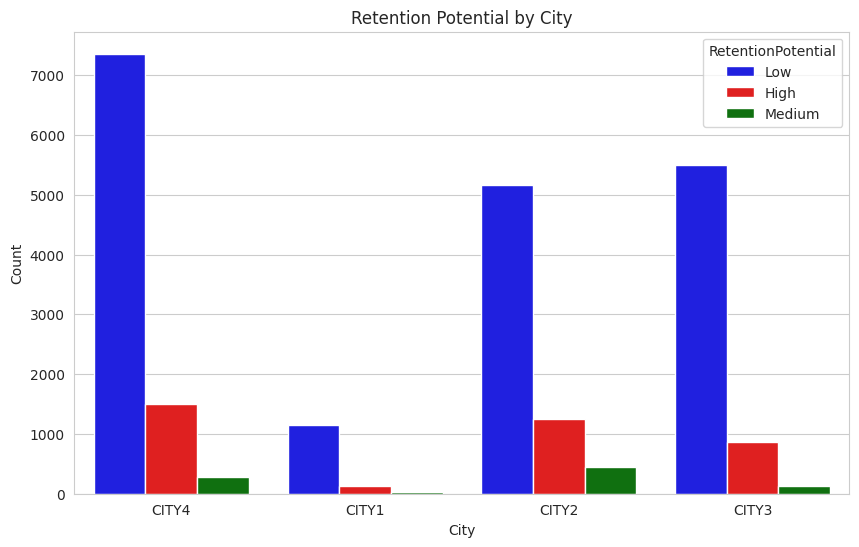 Retention Potential by City
RetentionPotential
Low
High
Medium
7000
6000
5000
4000
3000
2000
1000
0
Count
CITY4
CITY1
CITY2
CITY3
City